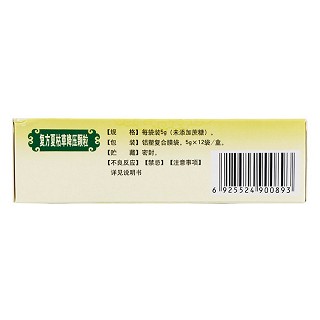 复方夏枯草降压颗粒
【规　　格】每袋装5g（未添加蔗糖）。
【包　　装】铝塑复合膜�。5g×12袋/盒。
【贮　　藏】密封。
【不良反应】【禁忌】【注意事项】
详见说明书
6 925524 900893